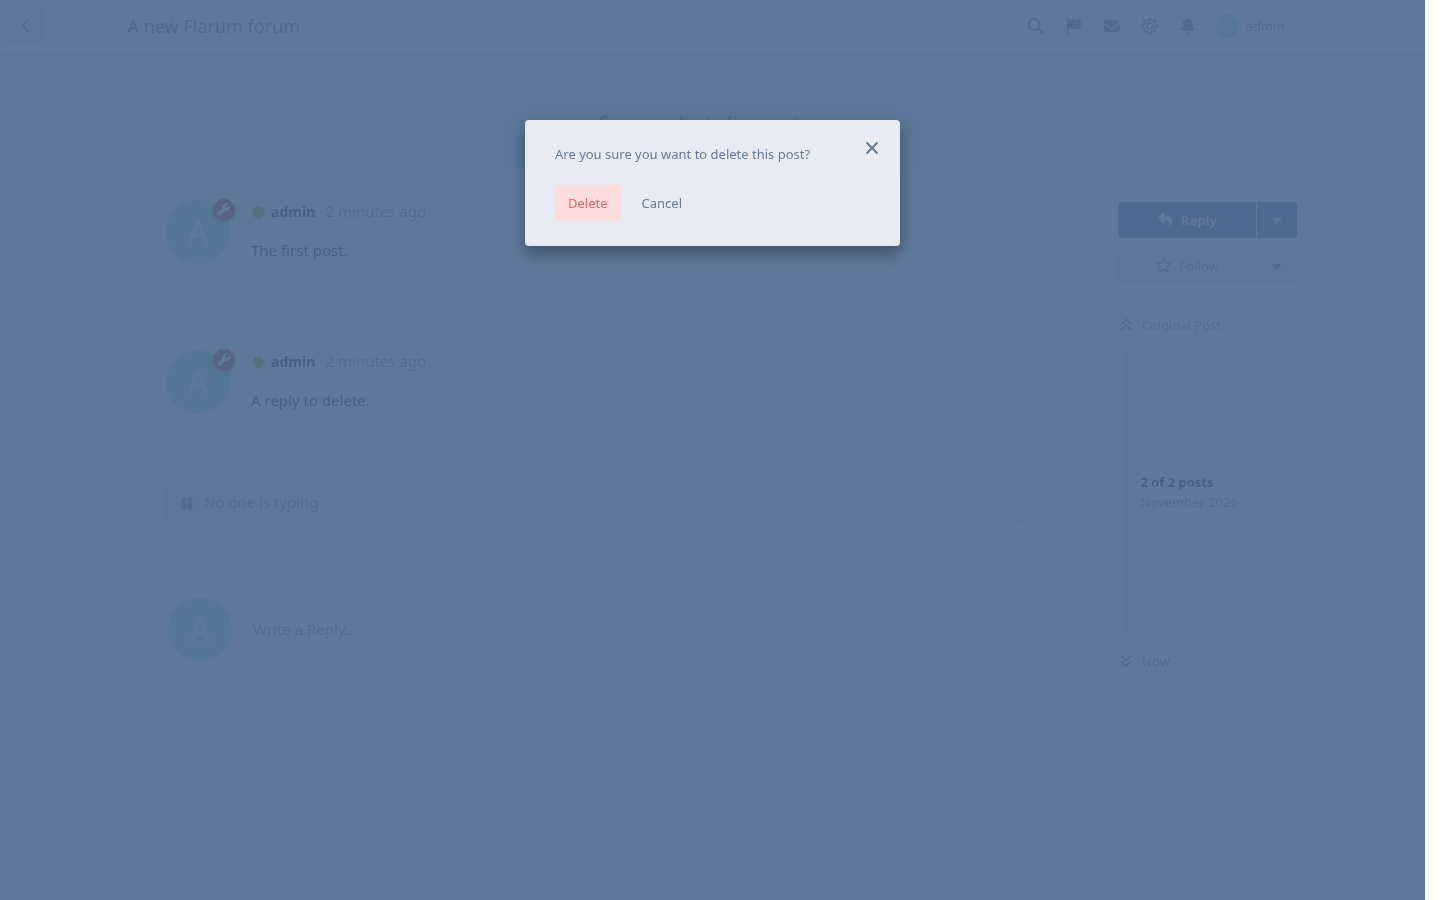 A new Flarum forum
admin
Are you sure you want to delete this post?
Delete
Cancel
A
admin 2 minutes ago
The first post.
Reply
Follow
Original Post
A
admin 2 minutes ago
A reply to delete.
2 of 2 posts
November 2026
No one is typing
A
Write a Reply...
Now